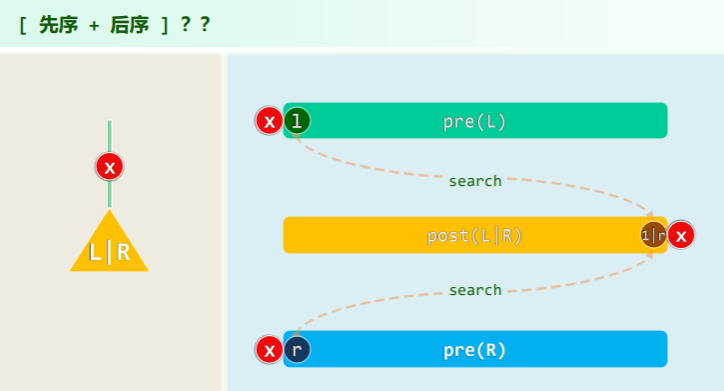 [ 先序 + 后序 ] ? ?
x
L|R
x l pre(L)
search
post(L|R) l|r x
search
x r pre(R)